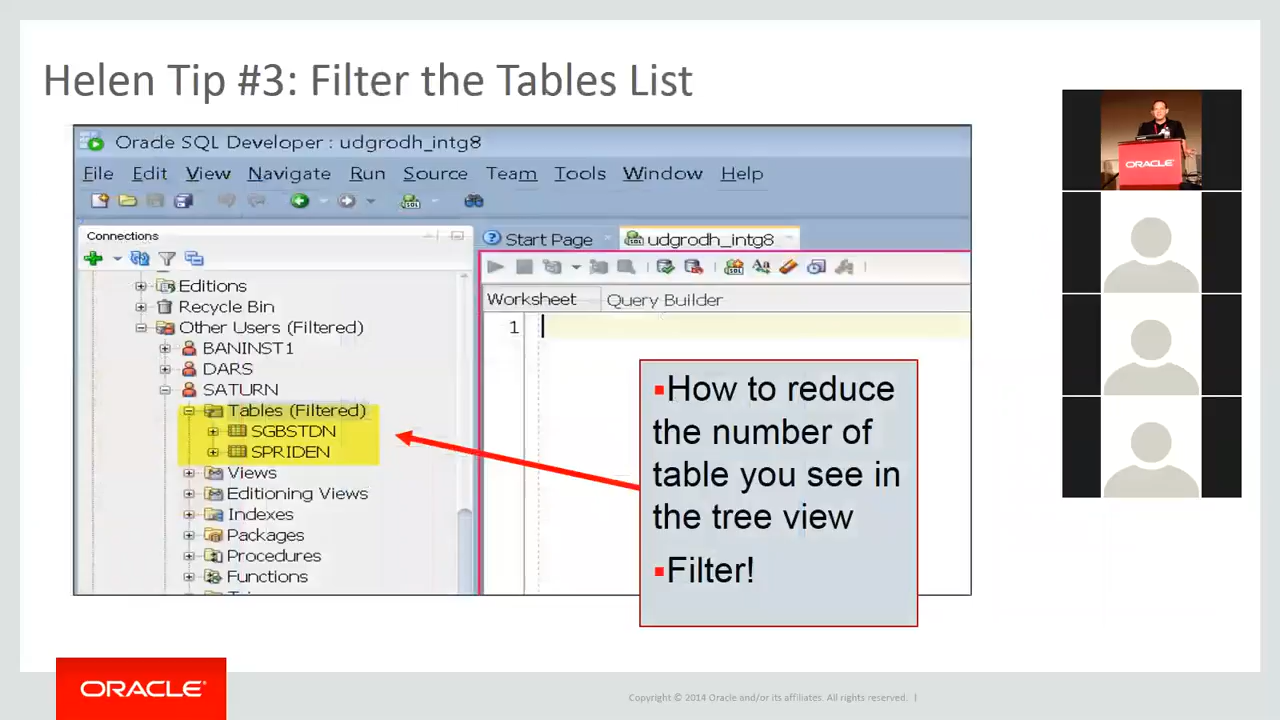 Helen Tip #3: Filter the Tables List
Oracle SQL Developer : udgrodh_intg8
File Edit View Navigate Run Source Team Tools Window Help
Connections
Start Page
udgrodh_intg8
Editions
Recycle Bin
Other Users (Filtered)
BANINST1
DARS
SATURN
Tables (Filtered)
SGBSTDN
SPRIDEN
Views
Editioning Views
Indexes
Packages
Procedures
Functions
Worksheet Query Builder
1
▪How to reduce
the number of
table you see in
the tree view
▪Filter!
ORACLE
ORACLE®
Copyright © 2014 Oracle and/or its affiliates. All rights reserved. |